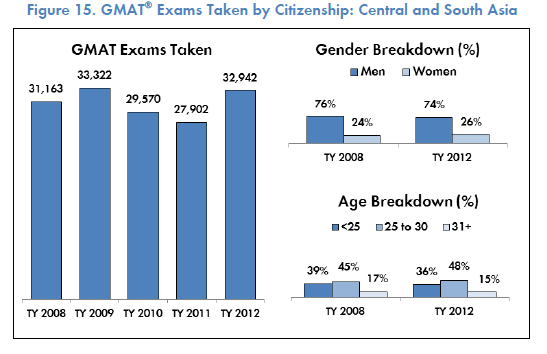 Figure 15. GMAT® Exams Taken by Citizenship: Central and South Asia
GMAT Exams Taken
31,163
33,322
29,570
27,902
32,942
TY 2008 TY 2009 TY 2010 TY 2011 TY 2012
Gender Breakdown (%)
Men Women
76%
24%
74%
26%
TY 2008 TY 2012
Age Breakdown (%)
<25 25 to 30 31+
39% 45% 17% 36% 48% 15%
TY 2008 TY 2012